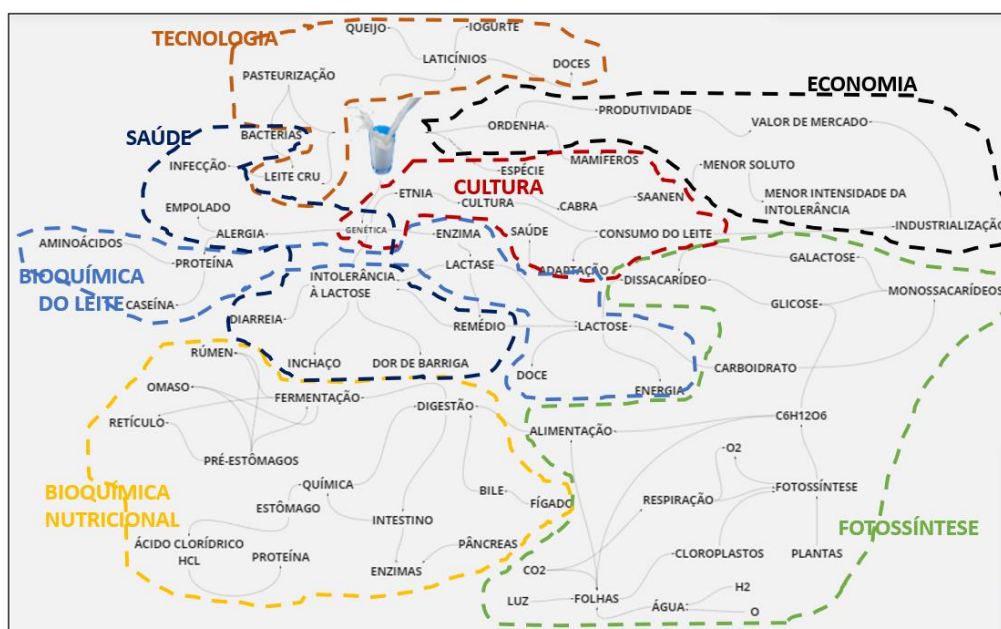 QUEIJO
IOGURTE
TECNOLOGIA
LATICÍNIOS
DOCES
PASTEURIZAÇÃO
ECONOMIA
PRODUTIVIDADE
VALOR DE MERCADO
ORDENHA
SAÚDE
BACTÉRIAS
MAMÍFEROS
INFECÇÃO
MENOR SOLUTO
ESPÉCIE
LEITE CRU
CULTURA
ETNIA
CULTURA
CABRA
SAANEN
MENOR INTENSIDADE DA
INTOLERÂNCIA
EMPOLADO
GENÉTICA
ALERGIA
ENZIMA
SAÚDE
CONSUMO DO LEITE
INDUSTRIALIZAÇÃO
AMINOÁCIDOS
PROTEÍNA
LACTASE
ADAPTAÇÃO
GALACTOSE
BIOQUÍMICA
DO LEITE
INTOLERÂNCIA
À LACTOSE
DISSACARÍDEO
MONOSSACARÍDEOS
CASEÍNA
GLICOSE
DIARREIA
REMÉDIO
LACTOSE
RÚMEN
INCHAÇO
DOR DE BARRIGA
DOCE
CARBOIDRATO
OMASO
ENERGIA
FERMENTAÇÃO
DIGESTÃO
C6H12O6
RETÍCULO
ALIMENTAÇÃO
O2
PRÉ-ESTÔMAGOS
QUÍMICA
BIOQUÍMICA
NUTRICIONAL
BILE
FÍGADO
RESPIRAÇÃO
FOTOSSÍNTESE
ESTÔMAGO
INTESTINO
FOTOSSÍNTESE
ÁCIDO CLORÍDRICO
HCL
PROTEÍNA
PÂNCREAS
CLOROPLASTOS
PLANTAS
ENZIMAS
CO2
LUZ
FOLHAS
ÁGUA
H2
O